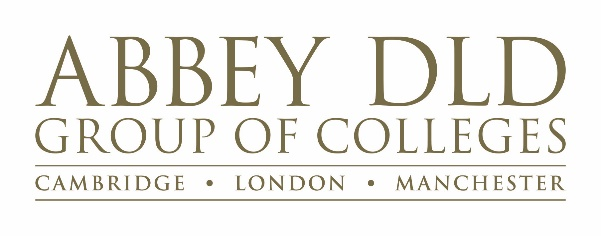 ABBEY DLD
GROUP OF COLLEGES
CAMBRIDGE • LONDON • MANCHESTER